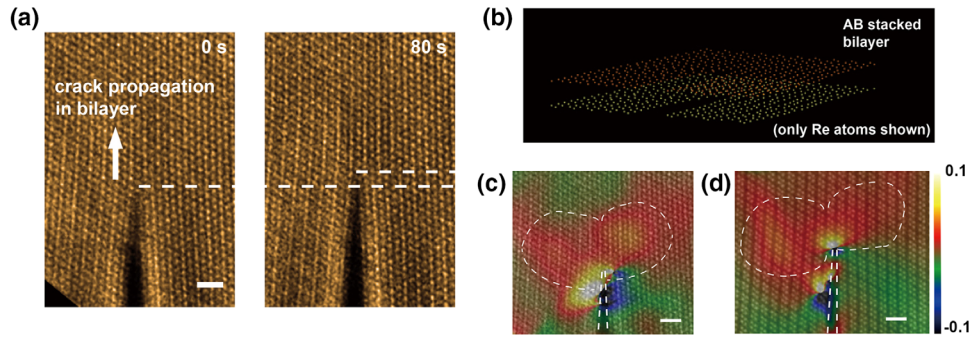 (a)
0 s
80 s
crack propagation
in bilayer
(b)
AB stacked
bilayer
(only Re atoms shown)
(c)
(d)
0.1
-0.1